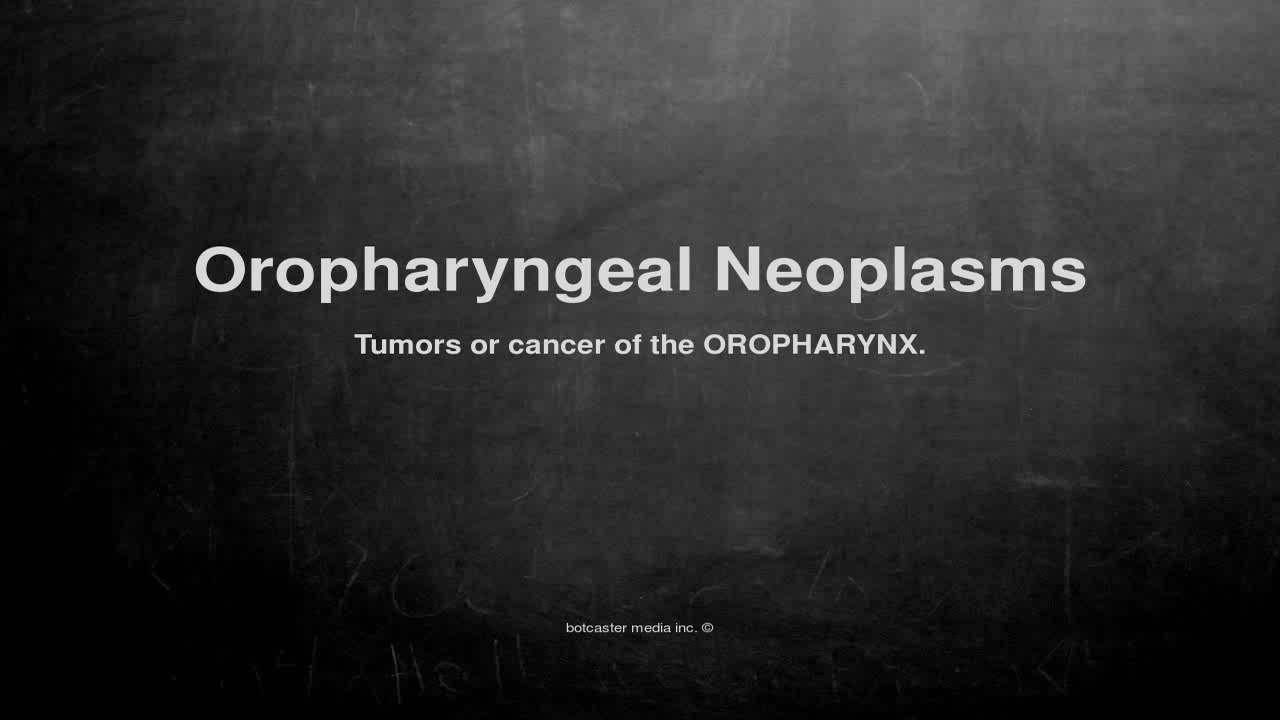 Oropharyngeal Neoplasms
Tumors or cancer of the OROPHARYNX.
botcaster media inc. ©